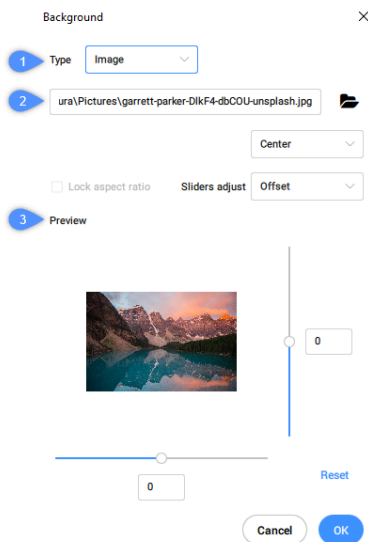 Background
1 Type Image
2 ura\Pictures\garrett-parker-DlkF4-dbCOU-unsplash.jpg
Center
Lock aspect ratio Sliders adjust Offset
3 Preview
0
0
Reset
Cancel OK